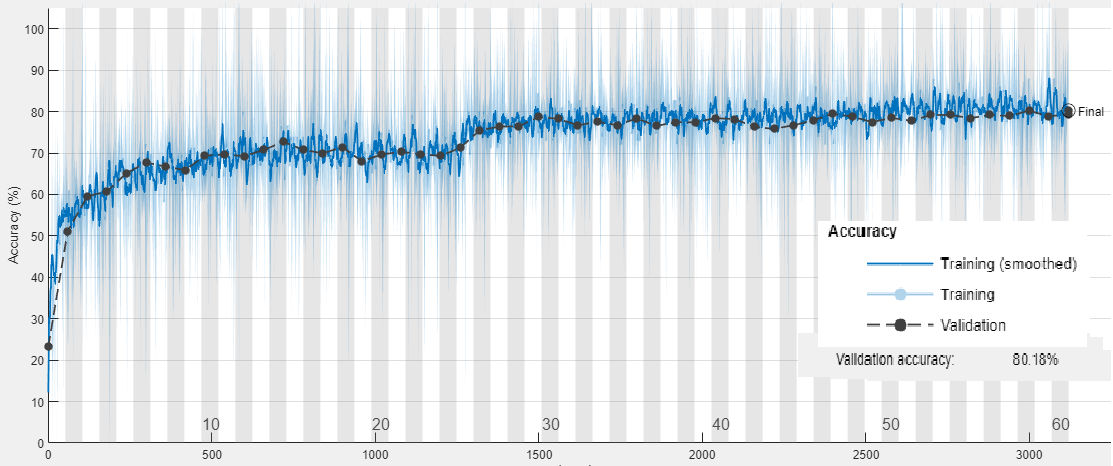 100
90
80
70
60
50
40
30
20
10
0
Accuracy (%)
Final
Accuracy
Training (smoothed)
Training
Validation
Validation accuracy: 80.18%
10 20 30 40 50 60
0 500 1000 1500 2000 2500 3000